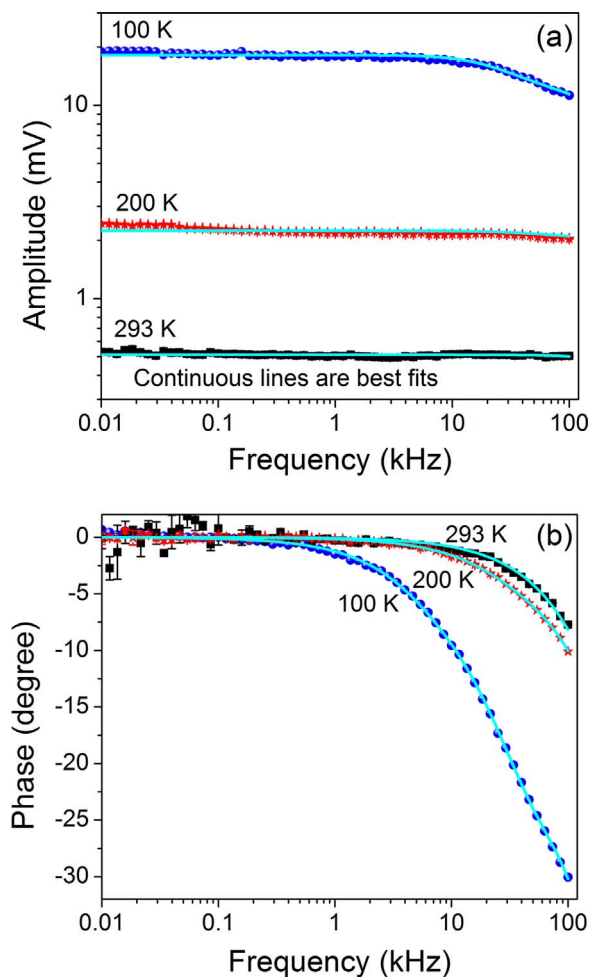 (a)
100 K
10
Amplitude (mV)
200 K
1
293 K
Continuous lines are best fits
0.01 0.1 1 10 100
Frequency (kHz)
(b)
0
293 K
200 K
100 K
-5
-10
-15
Phase (degree)
-20
-25
-30
0.01 0.1 1 10 100
Frequency (kHz)